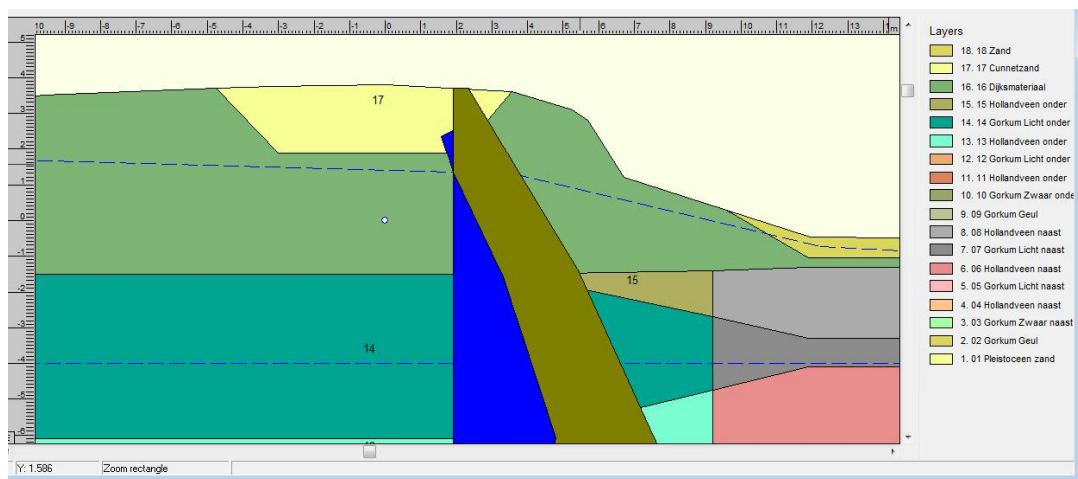 10 -9 -8 -7 -6 -5 -4 -3 -2 -1 0 1 2 3 4 5 6 7 8 9 10 11 12 13 m
5
4
3
2
1
0
-1
-2
-3
-4
-5
-6
17
15
14
Layers
18. 18 Zand
17. 17 Cunnetzand
16. 16 Dijksmateriaal
15. 15 Hollandveen onder
14. 14 Gorkum Licht onder
13. 13 Hollandveen onder
12. 12 Gorkum Licht onder
11. 11 Hollandveen onder
10. 10 Gorkum Zwaar onde
9. 09 Gorkum Geul
8. 08 Hollandveen naast
7. 07 Gorkum Licht naast
6. 06 Hollandveen naast
5. 05 Gorkum Licht naast
4. 04 Hollandveen naast
3. 03 Gorkum Zwaar naast
2. 02 Gorkum Geul
1. 01 Pleistoceen zand
Y: 1.586 Zoom rectangle